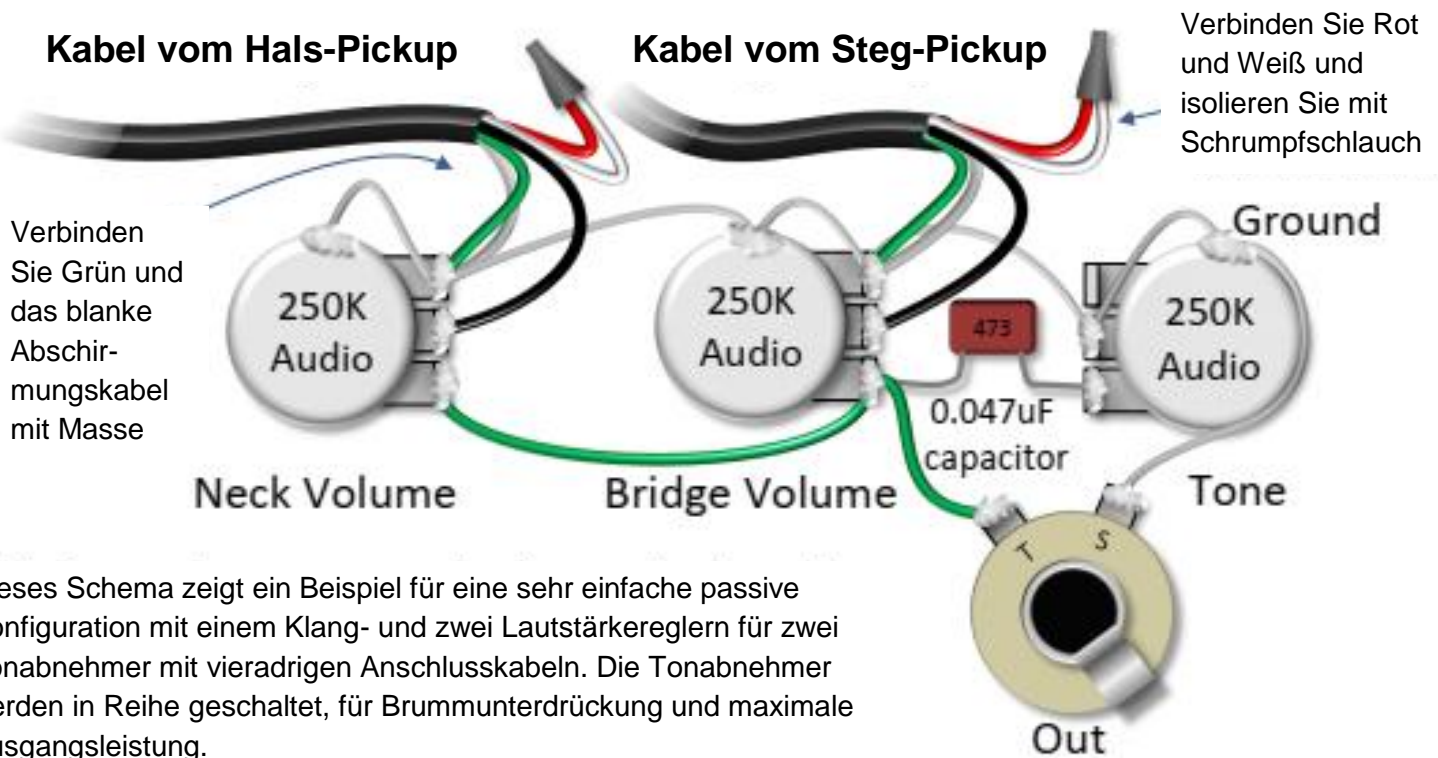 Kabel vom Hals-Pickup
Kabel vom Steg-Pickup
Verbinden Sie Rot
und Weiß und
isolieren Sie mit
Schrumpfschlauch
Verbinden
Sie Grün und
das blanke
Abschir-
mungskabel
mit Masse
Ground
250K
Audio
250K
Audio
473
250K
Audio
0.047uF
capacitor
Neck Volume
Bridge Volume
Tone
T
S
Out
ieses Schema zeigt ein Beispiel für eine sehr einfache passive
onfiguration mit einem Klang- und zwei Lautstärkereglern für zwei
onabnehmer mit vieradrigen Anschlusskabeln. Die Tonabnehmer
erden in Reihe geschaltet, für Brummunterdrückung und maximale
usgangsleistung.